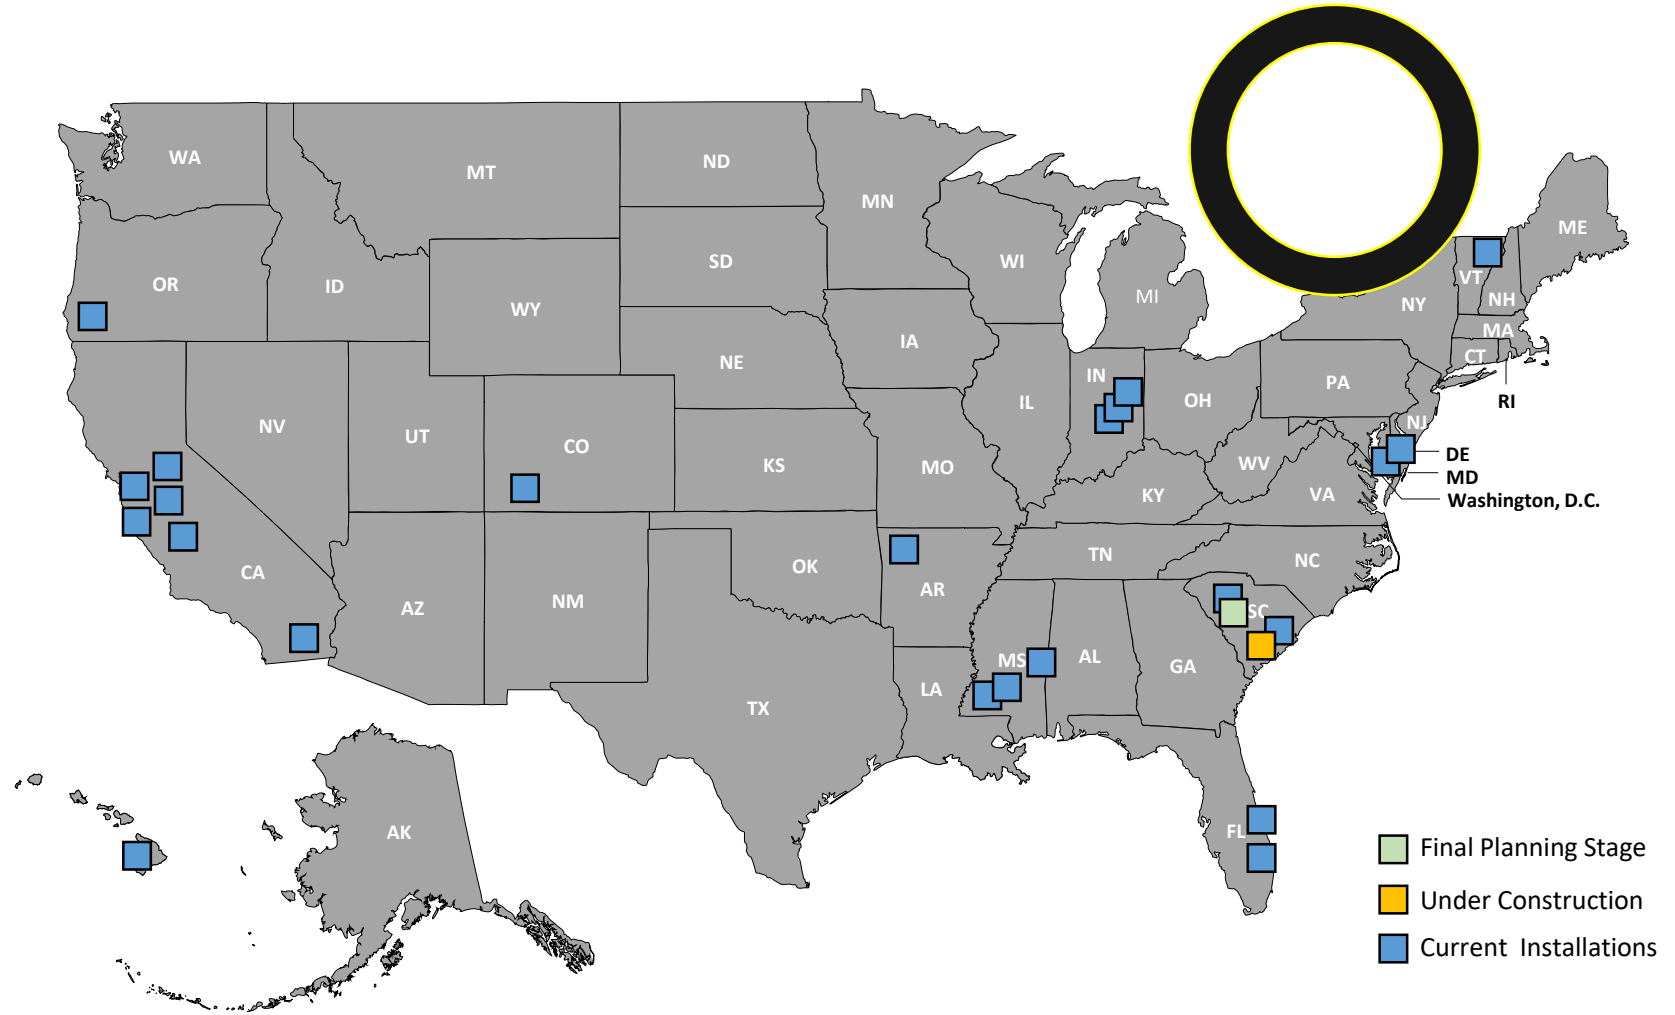 WA
MT
ND
MN
ME
OR
ID
SD
WI
VT
MI
NH
WY
NY
MA
IA
CT
NE
IN
PA
RI
IL
OH
NV
UT
CO
NJ
KS
MO
WV
DE
MD
KY
VA
Washington, D.C.
TN
NC
CA
OK
AR
AZ
NM
SC
MS
AL
GA
LA
TX
AK
FL
Final Planning Stage
Under Construction
Current Installations